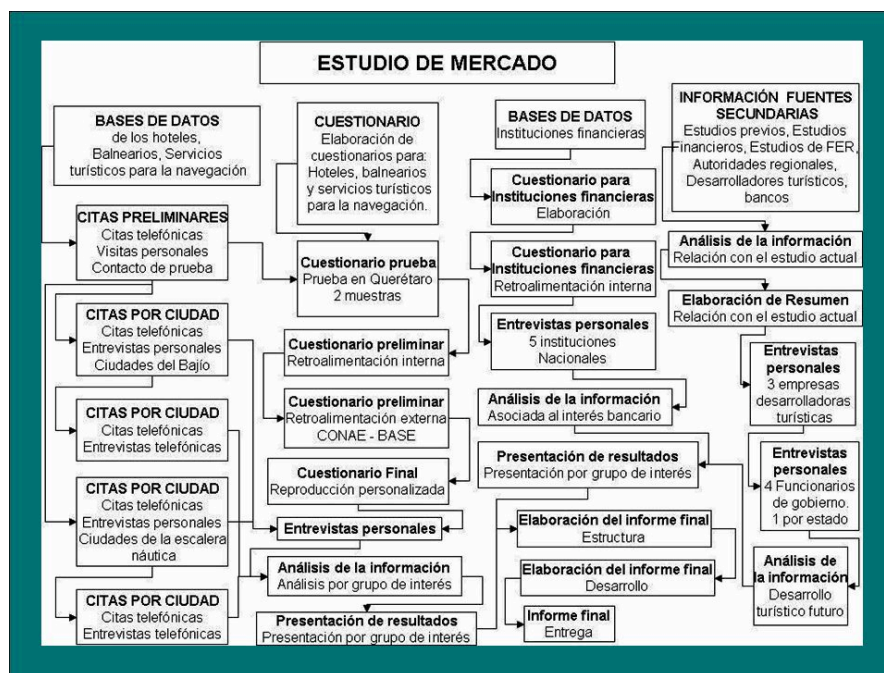 ESTUDIO DE MERCADO
BASES DE DATOS
de los hoteles,
Balnearios, Servicios
turísticos para la navegación
CITAS PRELIMINARES
Citas telefónicas
Visitas personales
Contacto de prueba
CITAS POR CIUDAD
Citas telefónicas
Entrevistas personales
Ciudades del Bajío
CITAS POR CIUDAD
Citas telefónicas
Entrevistas telefónicas
CITAS POR CIUDAD
Citas telefónicas
Entrevistas personales
Ciudades de la escalera
náutica
CITAS POR CIUDAD
Citas telefónicas
Entrevistas telefónicas
CUESTIONARIO
Elaboración de
cuestionarios para:
Hoteles, balnearios
y servicios turísticos
para la navegación.
Cuestionario prueba
Prueba en Querétaro
2 muestras
Cuestionario preliminar
Retroalimentación interna
Cuestionario preliminar
Retroalimentación externa
CONAE - BASE
Cuestionario Final
Reproducción personalizada
Entrevistas personales
Análisis de la información
Análisis por grupo de interés
Presentación de resultados
Presentación por grupo de interés
BASES DE DATOS
Instituciones financieras
Cuestionario para
Instituciones financieras
Elaboración
Cuestionario para
Instituciones financieras
Retroalimentación interna
Entrevistas personales
5 instituciones
Nacionales
Análisis de la información
Asociada al interés bancario
Presentación de resultados
Presentación por grupo de interés
Elaboración del informe final
Estructura
Elaboración del informe final
Desarrollo
Informe final
Entrega
INFORMACIÓN FUENTES
SECUNDARIAS
Estudios previos, Estudios
Financieros, Estudios de FER,
Autoridades regionales,
Desarrolladores turísticos,
bancos
Análisis de la información
Relación con el estudio actual
Elaboración de Resumen
Relación con el estudio actual
Entrevistas
personales
3 empresas
desarrolladoras
turísticas
Entrevistas
personales
4 Funcionarios
de gobierno.
1 por estado
Análisis de
la información
Desarrollo
turístico futuro